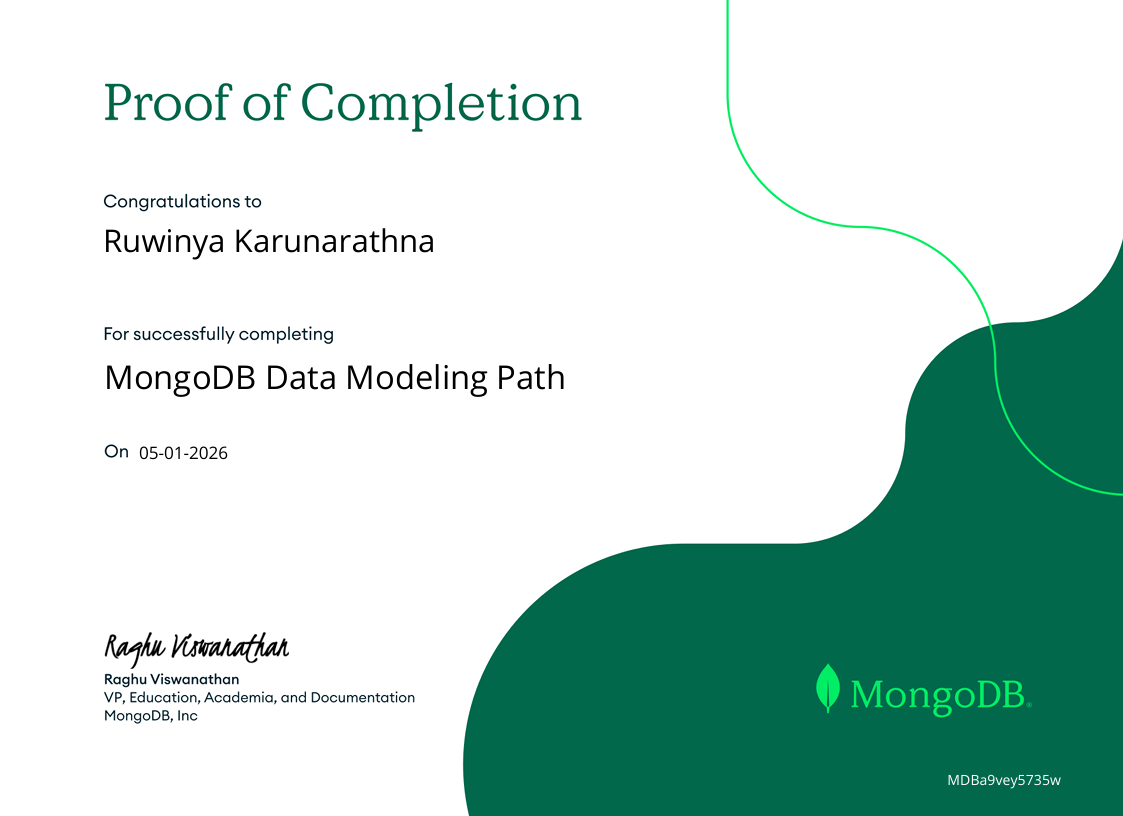 Proof of Completion
Congratulations to
Ruwinya Karunarathna
For successfully completing
MongoDB Data Modeling Path
On 05-01-2026
Raghu Viswanathan
Raghu Viswanathan
VP, Education, Academia, and Documentation
MongoDB, Inc
MongoDB®
MDBa9vey5735w